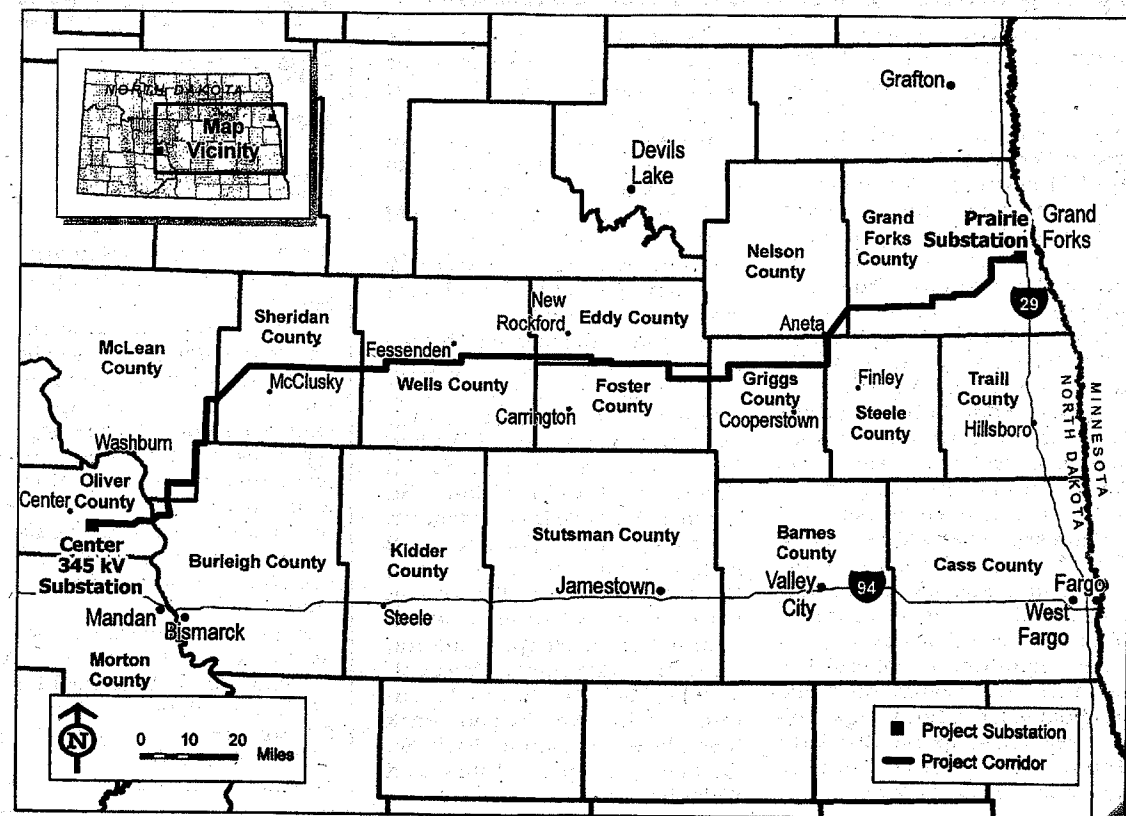 NORTH DAKOTA
Map
Vicinity
Grafton
Devils
Lake
Grand
Forks
County
Prairie
Substation
Grand
Forks
Nelson
County
29
New
Rockford
Eddy County
Aneta
Sheridan
County
McLean
County
Fessenden
McClusky
Wells County
Foster
County
Carrington
Griggs
County
Cooperstown
Finley
Steele
County
Traill
County
Hillsboro
MINNESOTA
NORTH DAKOTA
Washburn
Oliver
County
Center
Center
345 kV
Substation
Burleigh County
Kidder
County
Stutsman County
Barnes
County
Cass County
Jamestown
Valley
City
94
Fargo
West
Fargo
Mandan
Bismarck
Steele
Morton
County
N
0 10 20 Miles
Project Substation
Project Corridor